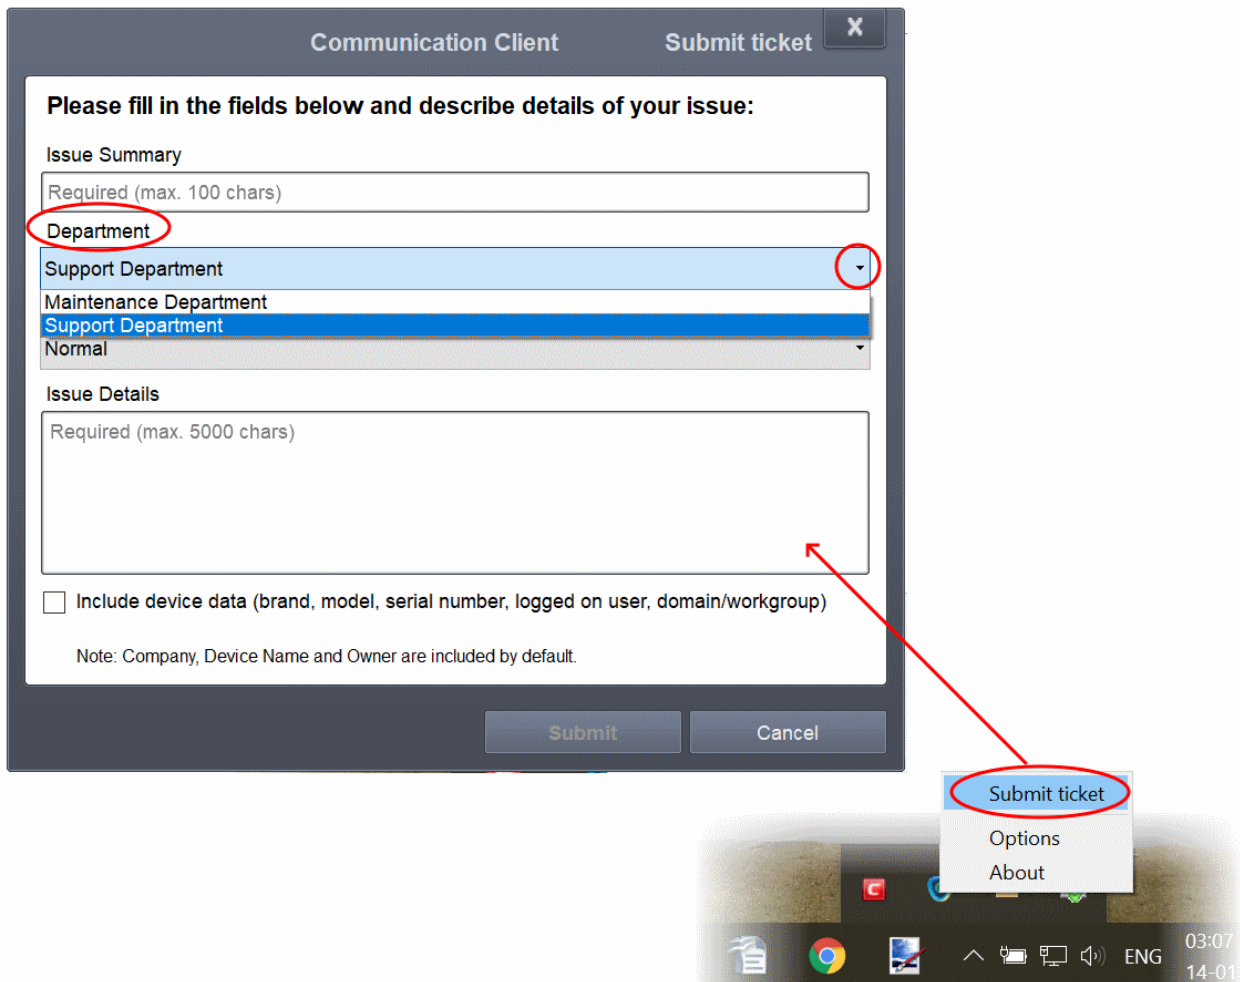 Communication Client
Submit ticket
X
Please fill in the fields below and describe details of your issue:
Issue Summary
Required (max. 100 chars)
Department
Support Department
Maintenance Department
Support Department
Normal
Issue Details
Required (max. 5000 chars)
Include device data (brand, model, serial number, logged on user, domain/workgroup)
Note: Company, Device Name and Owner are included by default.
Submit
Cancel
Submit ticket
Options
About
C
ENG
03:07
14-01